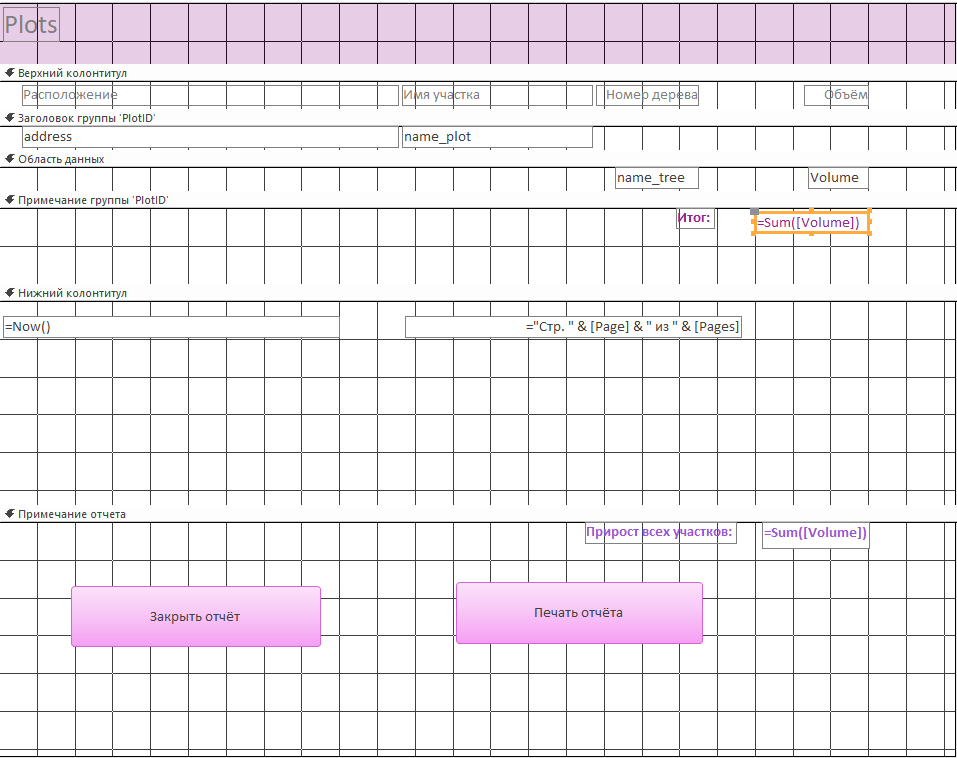 Plots
Верхний колонтитул
Расположение Имя участка Номер дерева Объём
Заголовок группы 'PlotID'
address name_plot
Область данных
name_tree Volume
Примечание группы 'PlotID'
Итог: =Sum([Volume])
Нижний колонтитул
=Now() ="Стр. " & [Page] & " из " & [Pages]
Примечание отчета
Прирост всех участков: =Sum([Volume])
Закрыть отчёт Печать отчёта